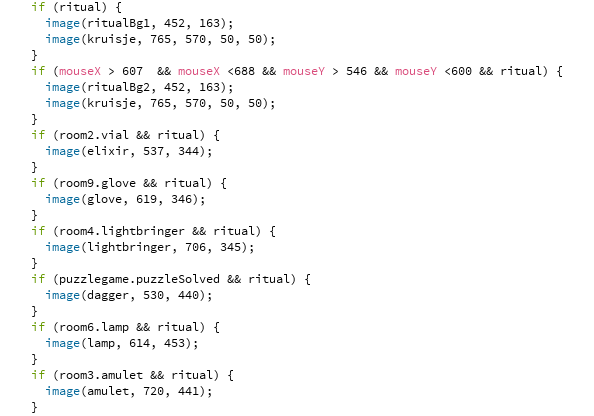 if (ritual) {
image(ritualBg1, 452, 163);
image(kruisje, 765, 570, 50, 50);
}
if (mouseX > 607  && mouseX <688 && mouseY > 546 && mouseY <600 && ritual) {
image(ritualBg2, 452, 163);
image(kruisje, 765, 570, 50, 50);
}
if (room2.vial && ritual) {
image(elixir, 537, 344);
}
if (room9.glove && ritual) {
image(glove, 619, 346);
}
if (room4.lightbringer && ritual) {
image(lightbringer, 706, 345);
}
if (puzzlegame.puzzleSolved && ritual) {
image(dagger, 530, 440);
}
if (room6.lamp && ritual) {
image(lamp, 614, 453);
}
if (room3.amulet && ritual) {
image(amulet, 720, 441);
}